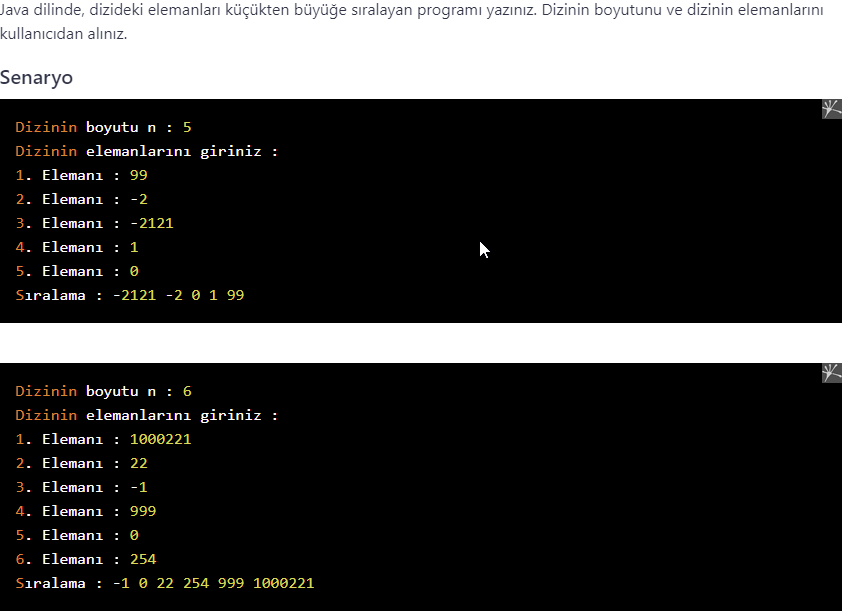 Java dilinde, dizideki elemanları küçükten büyüğe sıralayan programı yazınız. Dizinin boyutunu ve dizinin elemanlarını
kullanıcıdan alınız.
Senaryo
Dizinin boyutu n : 5
Dizinin elemanlarını giriniz :
1. Elemanı : 99
2. Elemanı : -2
3. Elemanı : -2121
4. Elemanı : 1
5. Elemanı : 0
Sıralama : -2121 -2 0 1 99
Dizinin boyutu n : 6
Dizinin elemanlarını giriniz :
1. Elemanı : 1000221
2. Elemanı : 22
3. Elemanı : -1
4. Elemanı : 999
5. Elemanı : 0
6. Elemanı : 254
Sıralama : -1 0 22 254 999 1000221